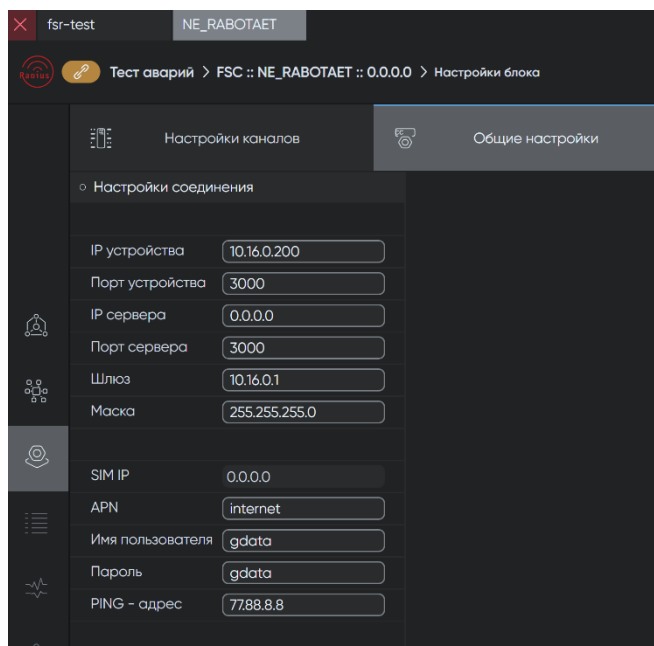 fsr-test NE_RABOTAET
Ranius Тест аварий > FSC :: NE_RABOTAET :: 0.0.0.0 > Настройки блока
Настройки каналов Общие настройки
Настройки соединения
IP устройства 10.16.0.200
Порт устройства 3000
IP сервера 0.0.0.0
Порт сервера 3000
Шлюз 10.16.0.1
Маска 255.255.255.0
SIM IP 0.0.0.0
APN internet
Имя пользователя gdata
Пароль gdata
PING - адрес 77.88.8.8